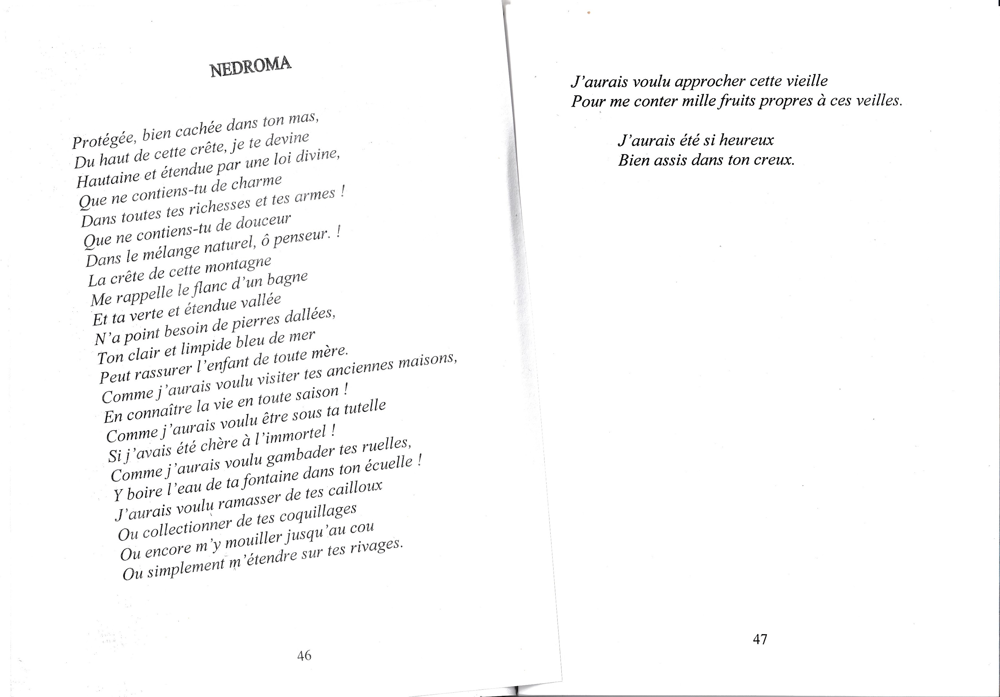 NEDROMA
Protégée, bien cachée dans ton mas,
Du haut de cette crête, je te devine
Hautaine et étendue par une loi divine,
Que ne contiens-tu de charme
Dans toutes tes richesses et tes armes !
Que ne contiens-tu de douceur
Dans le mélange naturel, ô penseur. !
La crête de cette montagne
Me rappelle le flanc d'un bagne
Et ta verte et étendue vallée
N'a point besoin de pierres dallées,
Ton clair et limpide bleu de mer
Peut rassurer l'enfant de toute mère.
Comme j'aurais voulu visiter tes anciennes maisons,
En connaître la vie en toute saison !
Comme j'aurais voulu être sous ta tutelle
Si j'avais été chère à l'immortel !
Comme j'aurais voulu gambader tes ruelles,
Y boire l'eau de ta fontaine dans ton écuelle !
J'aurais voulu ramasser de tes cailloux
Ou collectionner de tes coquillages
Ou encore m'y mouiller jusqu'au cou
Ou simplement m'étendre sur tes rivages.
46
J'aurais voulu approcher cette vieille
Pour me conter mille fruits propres à ces veilles.
J'aurais été si heureux
Bien assis dans ton creux.
47